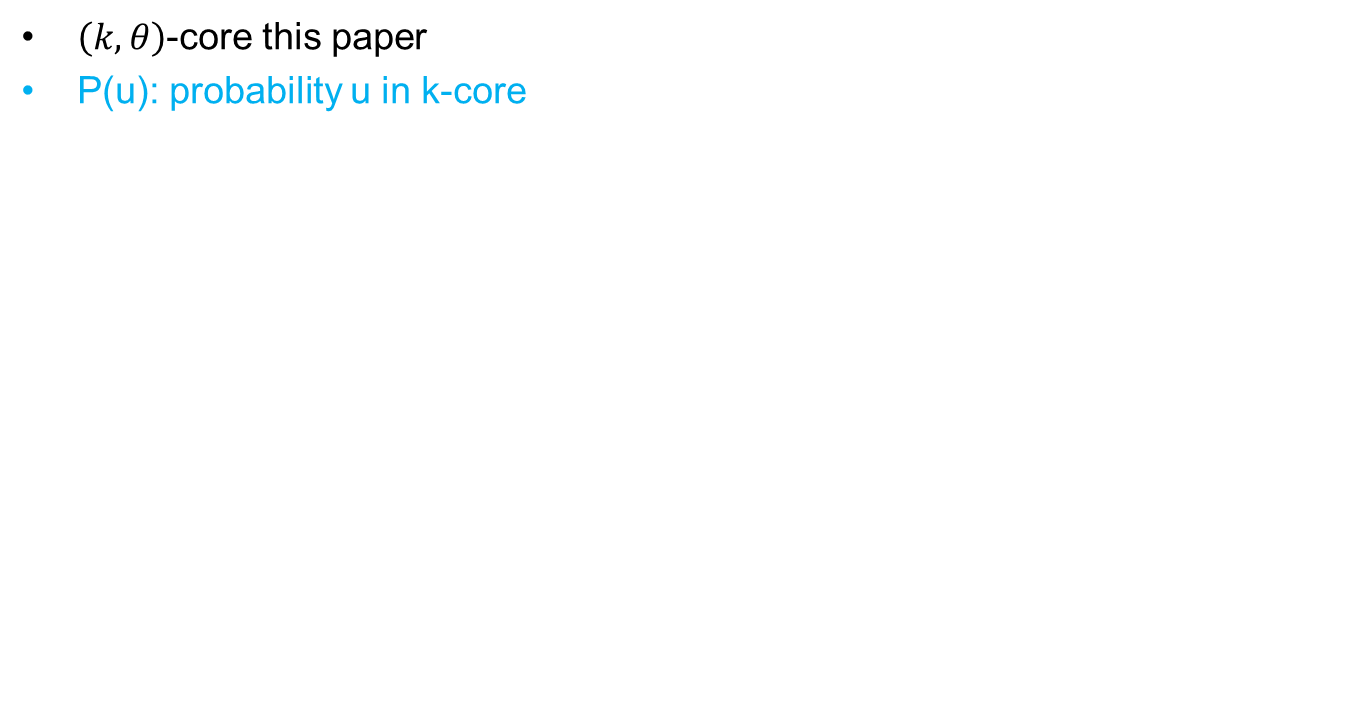 • (𝑘, 𝜃)-core this paper
• P(u): probability u in k-core